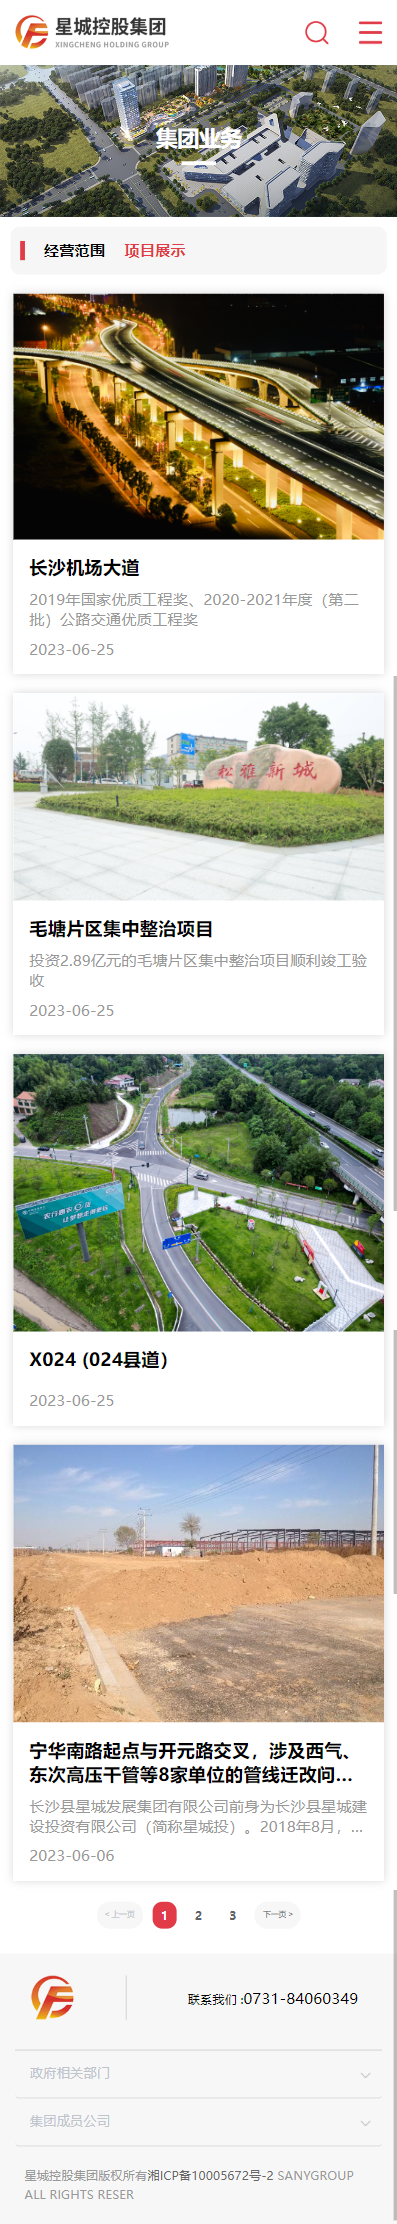 星城控股集团
XINGCHENG HOLDING GROUP
集团业务
经营范围 项目展示
长沙机场大道
2019年国家优质工程奖、2020-2021年度（第二
批）公路交通优质工程奖
2023-06-25
松雅新城
毛塘片区集中整治项目
投资2.89亿元的毛塘片区集中整治项目顺利竣工验
收
2023-06-25
X024 (024县道)
2023-06-25
宁华南路起点与开元路交叉，涉及西气、
东次高压干管等8家单位的管线迁改问...
长沙县星城发展集团有限公司前身为长沙县星城建
设投资有限公司（简称星城投）。2018年8月，...
2023-06-06
< 上一页 1 2 3 下一页 >
联系我们 :0731-84060349
政府相关部门
集团成员公司
星城控股集团版权所有湘ICP备10005672号-2 SANYGROUP
ALL RIGHTS RESER